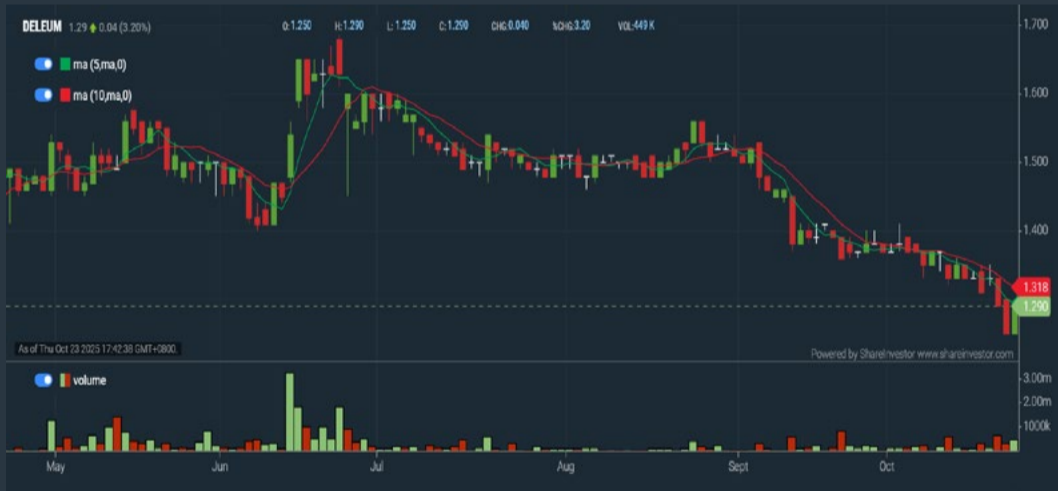 DELEUM 1.29 0.04 (3.20%) O:1.250 H:1.290 L:1.250 C:1.290 CHG:0.040 %CHG:3.20 VOL:449 K
ma (5,ma,0)
ma (10,ma,0)
1.700
1.600
1.500
1.400
1.318
1.290
As of Thu Oct 23 2025 17:42:38 GMT+0800.
Powered by ShareInvestor www.shareinvestor.com
volume
3.00m
2.00m
1000k
May Jun Jul Aug Sept Oct